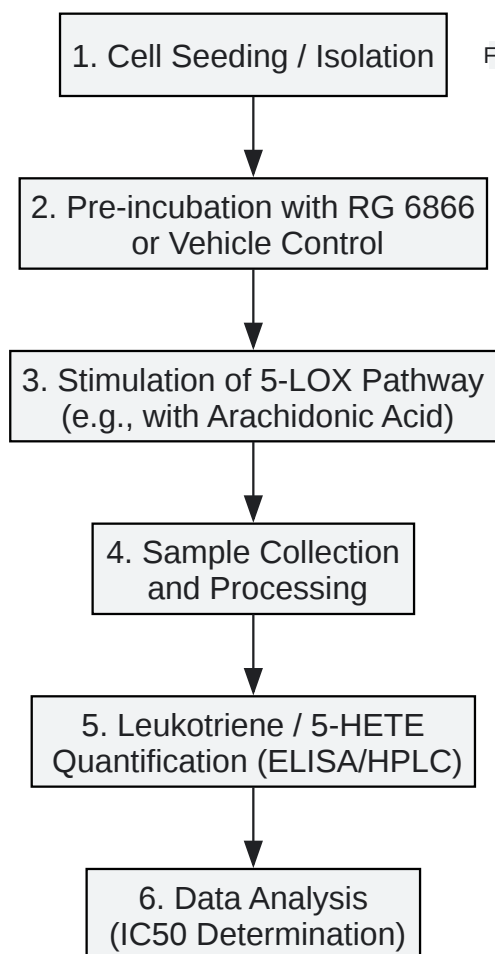 1. Cell Seeding / Isolation
F
2. Pre-incubation with RG 6866
or Vehicle Control
3. Stimulation of 5-LOX Pathway
(e.g., with Arachidonic Acid)
4. Sample Collection
and Processing
5. Leukotriene / 5-HETE
Quantification (ELISA/HPLC)
6. Data Analysis
(IC50 Determination)